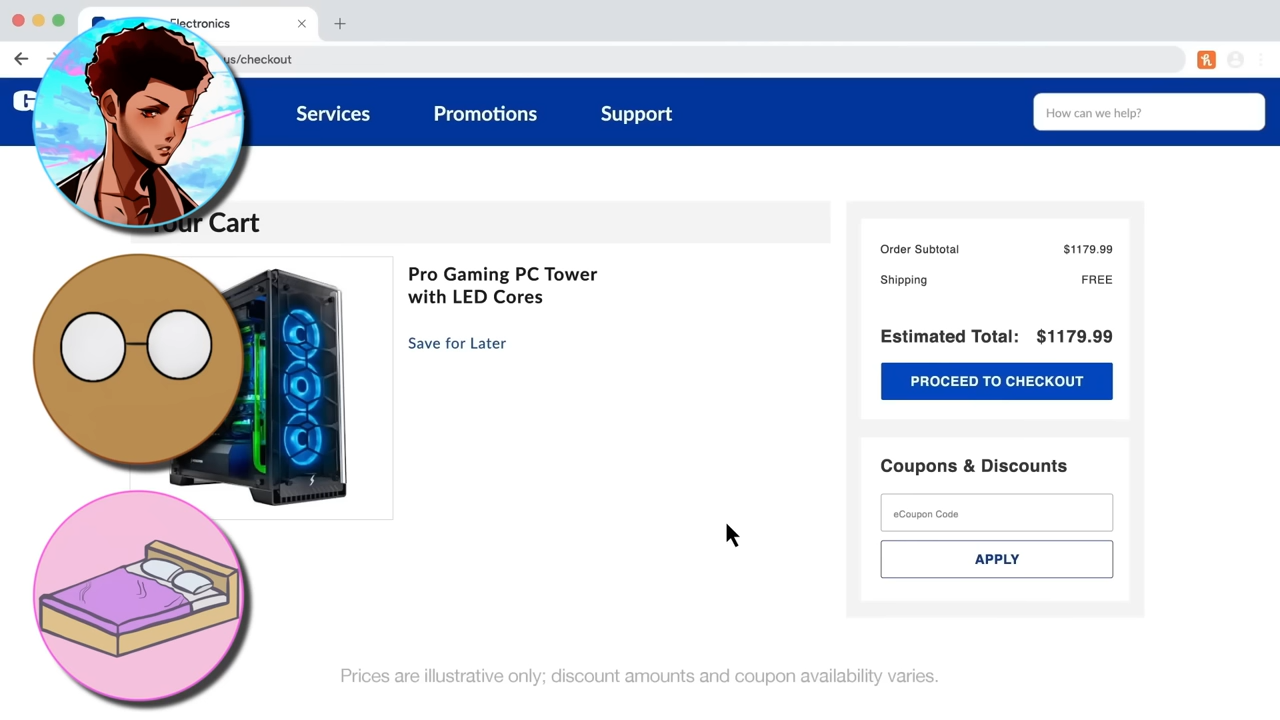 Electronics
us/checkout
G
Services
Promotions
Support
How can we help?
Your Cart
Pro Gaming PC Tower
with LED Cores
Save for Later
Order Subtotal $1179.99
Shipping FREE
Estimated Total: $1179.99
PROCEED TO CHECKOUT
Coupons & Discounts
eCoupon Code
APPLY
Prices are illustrative only; discount amounts and coupon availability varies.